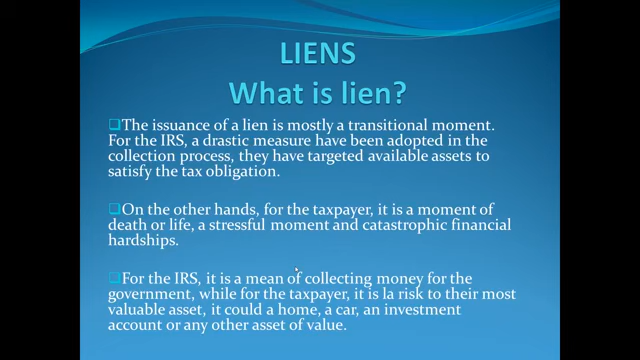 LIENS
What is lien?
The issuance of a lien is mostly a transitional moment.
For the IRS, a drastic measure have been adopted in the
collection process, they have targeted available assets to
satisfy the tax obligation.
On the other hands, for the taxpayer, it is a moment of
death or life, a stressful moment and catastrophic financial
hardships.
For the IRS, it is a mean of collecting money for the
government, while for the taxpayer, it is la risk to their most
valuable asset, it could a home, a car, an investment
account or any other asset of value.